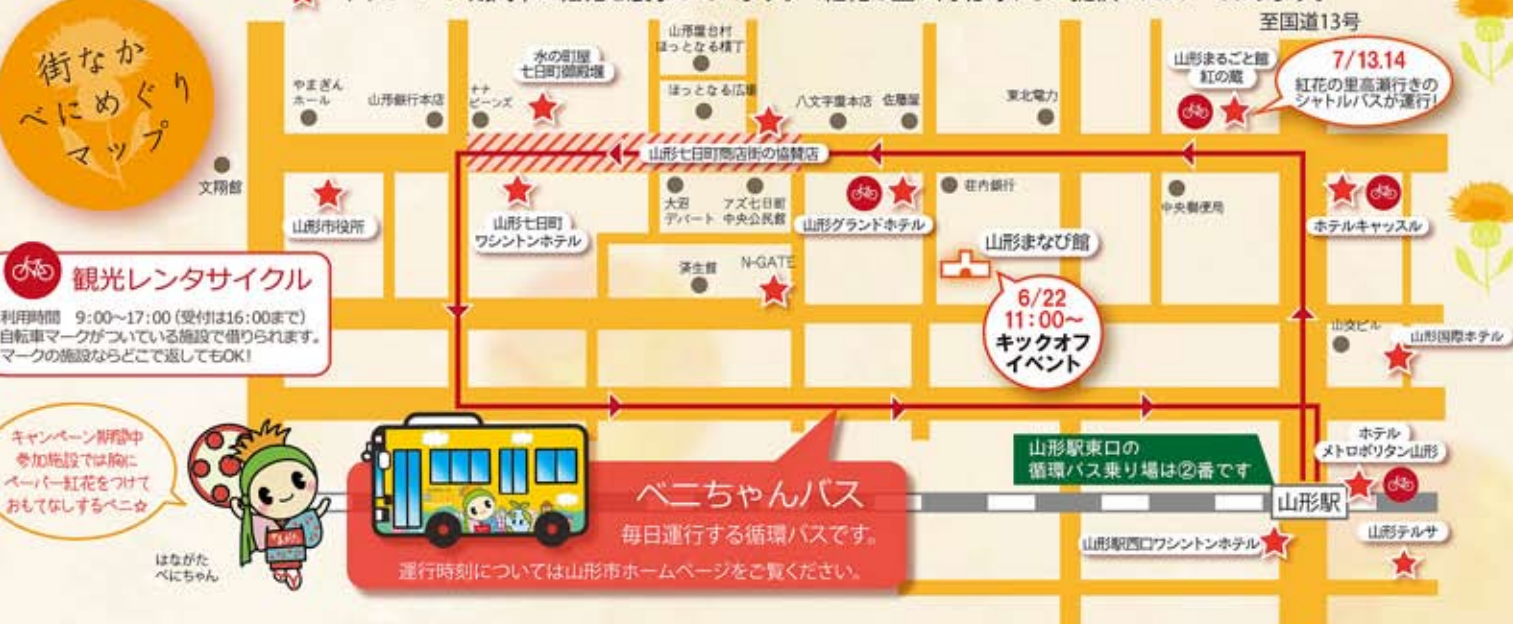 至国道13号
街なか
べにめぐり
マップ
山形屋台村
ほっとなる横丁
水の町屋
七日町御殿堰
やまぎん
ホール
山形銀行本店
ナナ
ビーンズ
ほっとなる広場
八文字屋本店
佐藤屋
東北電力
山形まるごと館
紅の蔵
7/13.14
紅花の里高瀬行きの
シャトルバスが運行!
山形七日町商店街の協賛店
文翔館
山形市役所
山形七日町
ワシントンホテル
大沼
デパート
アズ七日町
中央公民館
山形グランドホテル
荘内銀行
中央郵便局
ホテルキャッスル
山形まなび館
済生館
N-GATE
6/22
11:00～
キックオフ
イベント
観光レンタサイクル
利用時間 9:00～17:00(受付は16:00まで)
自転車マークがついている施設で借りられます。
マークの施設ならどこで返してもOK!
山交ビル
山形国際ホテル
キャンペーン期間中
参加施設では胸に
ペーパー紅花をつけて
おもてなしするベニ☆
はながた
べにちゃん
ベニちゃんバス
毎日運行する循環バスです。
運行時刻については山形市ホームページをご覧ください。
山形駅東口の
循環バス乗り場は②番です
ホテル
メトロポリタン山形
山形駅
山形駅西口ワシントンホテル
山形テルサ